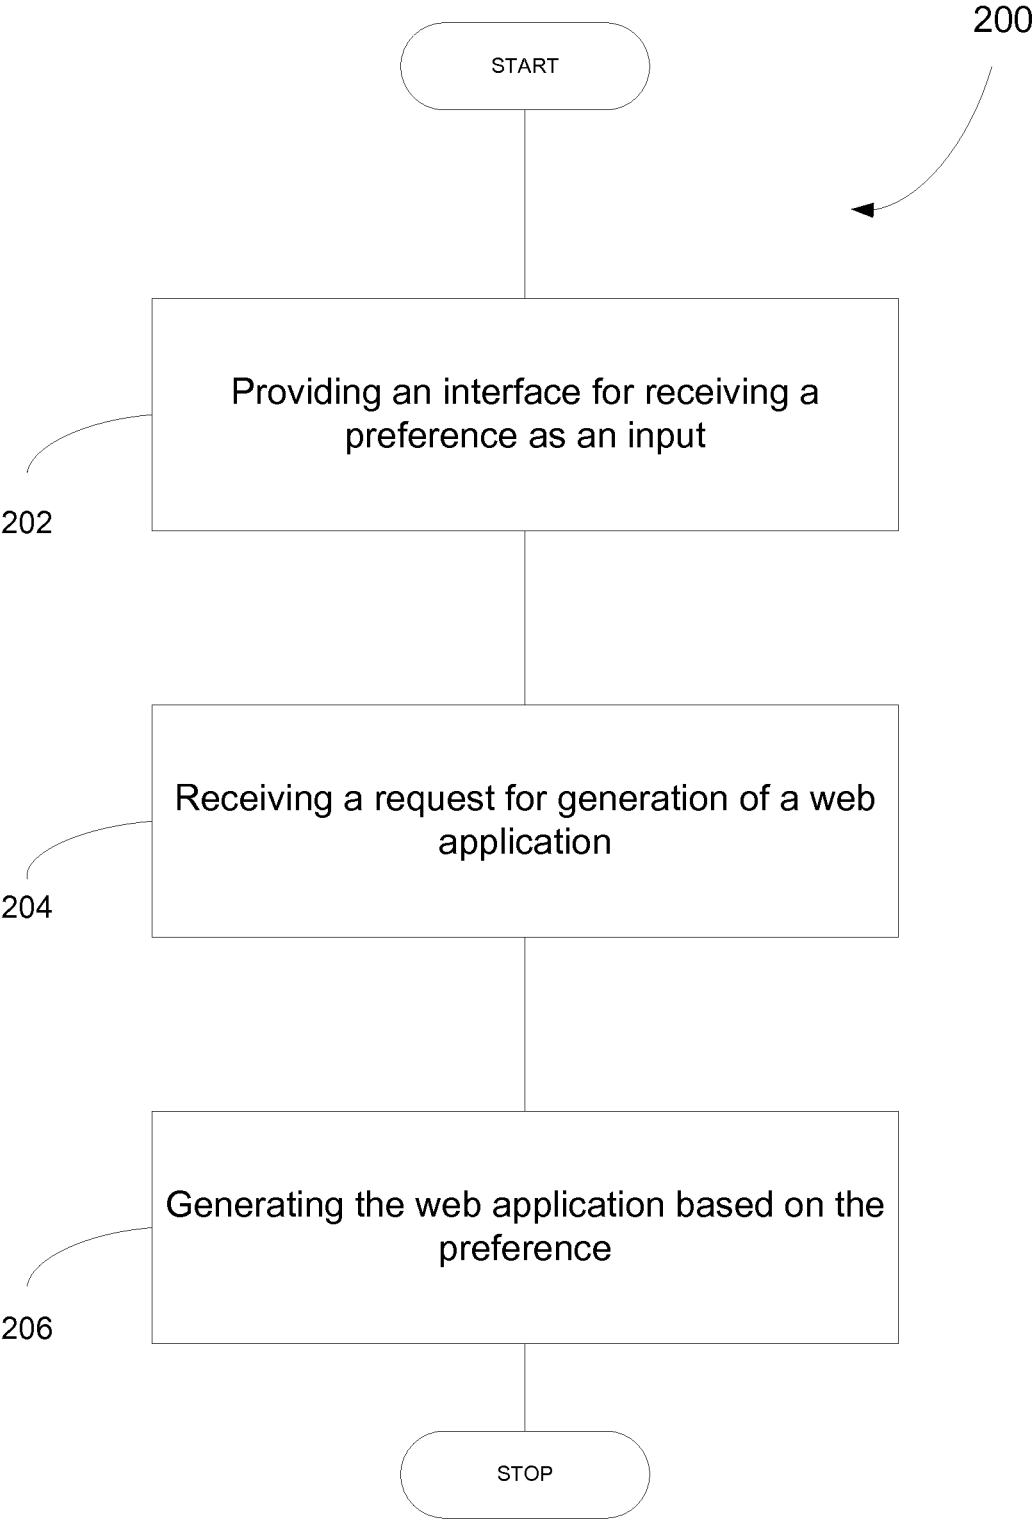 200
START
Providing an interface for receiving a
preference as an input
202
Receiving a request for generation of a web
application
204
Generating the web application based on the
preference
206
STOP